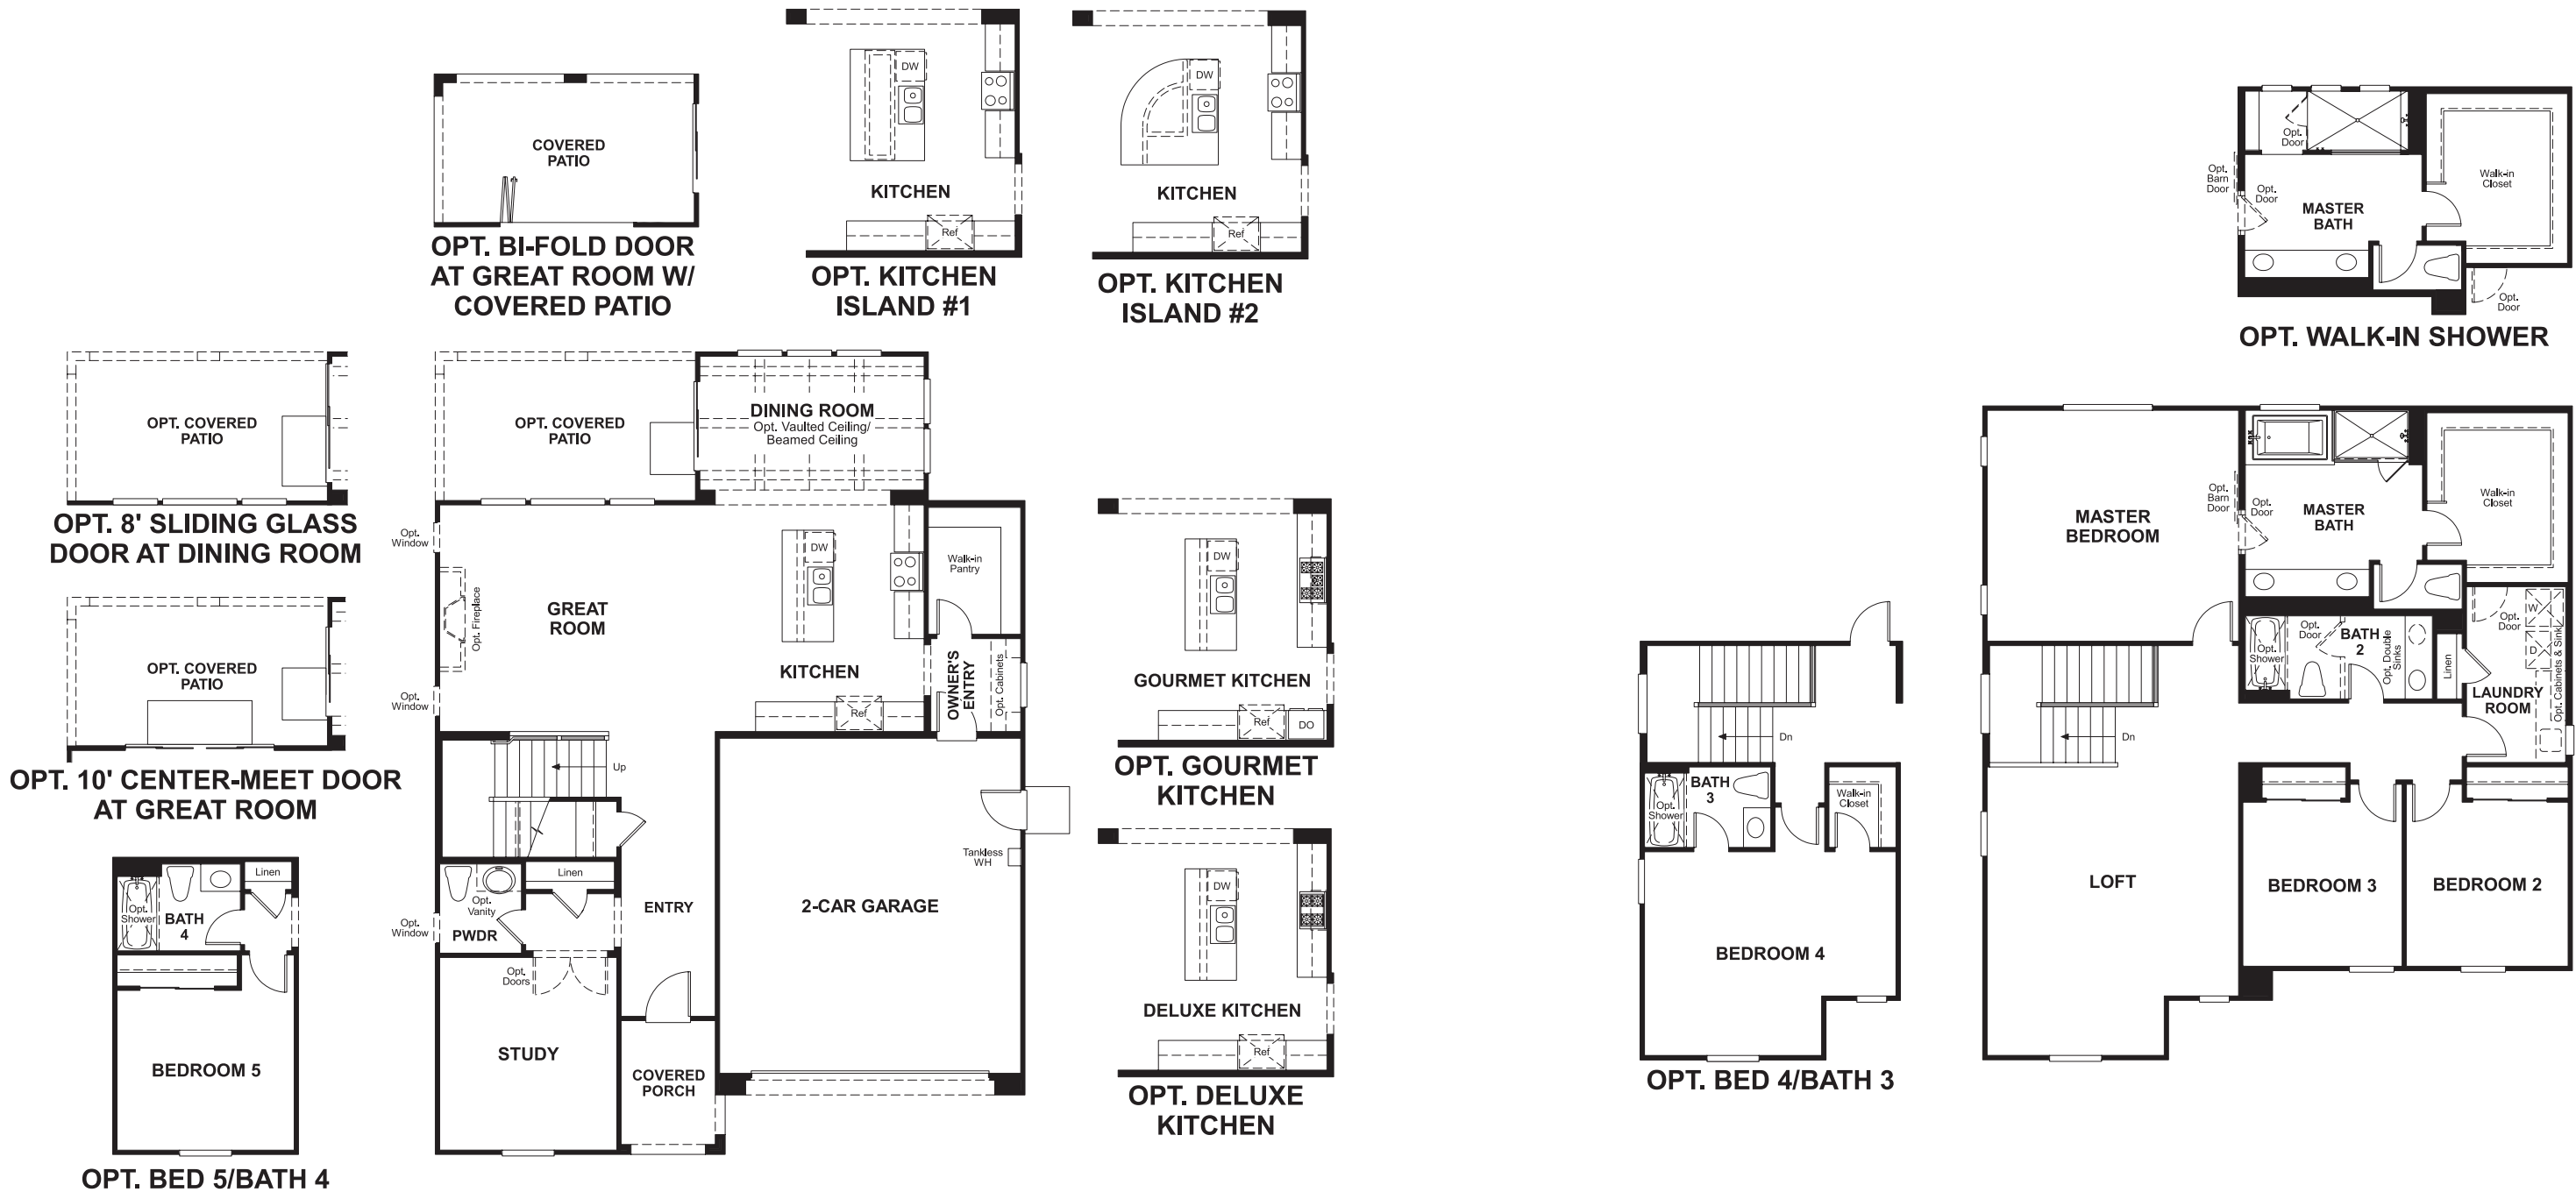 COVERED
PATIO
OPT. BI-FOLD DOOR
AT GREAT ROOM W/
COVERED PATIO
DW
KITCHEN
Ref
OPT. KITCHEN
ISLAND #1
DW
KITCHEN
Ref
OPT. KITCHEN
ISLAND #2
Opt.
Door
Opt.
Barn
Door
Opt.
Door
MASTER
BATH
Walk-in
Closet
Opt.
Door
OPT. WALK-IN SHOWER
OPT. COVERED
PATIO
OPT. 8' SLIDING GLASS
DOOR AT DINING ROOM
OPT. COVERED
PATIO
OPT. 10' CENTER-MEET DOOR
AT GREAT ROOM
Linen
Opt.
Shower
BATH
4
BEDROOM 5
OPT. BED 5/BATH 4
OPT. COVERED
PATIO
DINING ROOM
Opt. Vaulted Ceiling/
Beamed Ceiling
Opt.
Window
Opt. Fireplace
GREAT
ROOM
DW
Walk-in
Pantry
KITCHEN
Ref
OWNER'S
ENTRY
Opt. Cabinets
Opt.
Window
Up
Tankless
WH
Linen
Opt.
Vanity
Opt.
Window
PWDR
ENTRY
2-CAR GARAGE
Opt.
Doors
STUDY
COVERED
PORCH
DW
GOURMET KITCHEN
Ref
DO
OPT. GOURMET
KITCHEN
DW
DELUXE KITCHEN
Ref
OPT. DELUXE
KITCHEN
Dn
BATH
3
Opt.
Shower
Walk-in
Closet
BEDROOM 4
OPT. BED 4/BATH 3
MASTER
BEDROOM
Opt.
Barn
Door
Opt.
Door
MASTER
BATH
Walk-in
Closet
Opt.
Shower
Opt.
Door
BATH
2
Opt. Double
Sinks
Linen
Opt.
Door
W
D
Opt. Cabinets & Sink
LAUNDRY
ROOM
Dn
LOFT
BEDROOM 3
BEDROOM 2